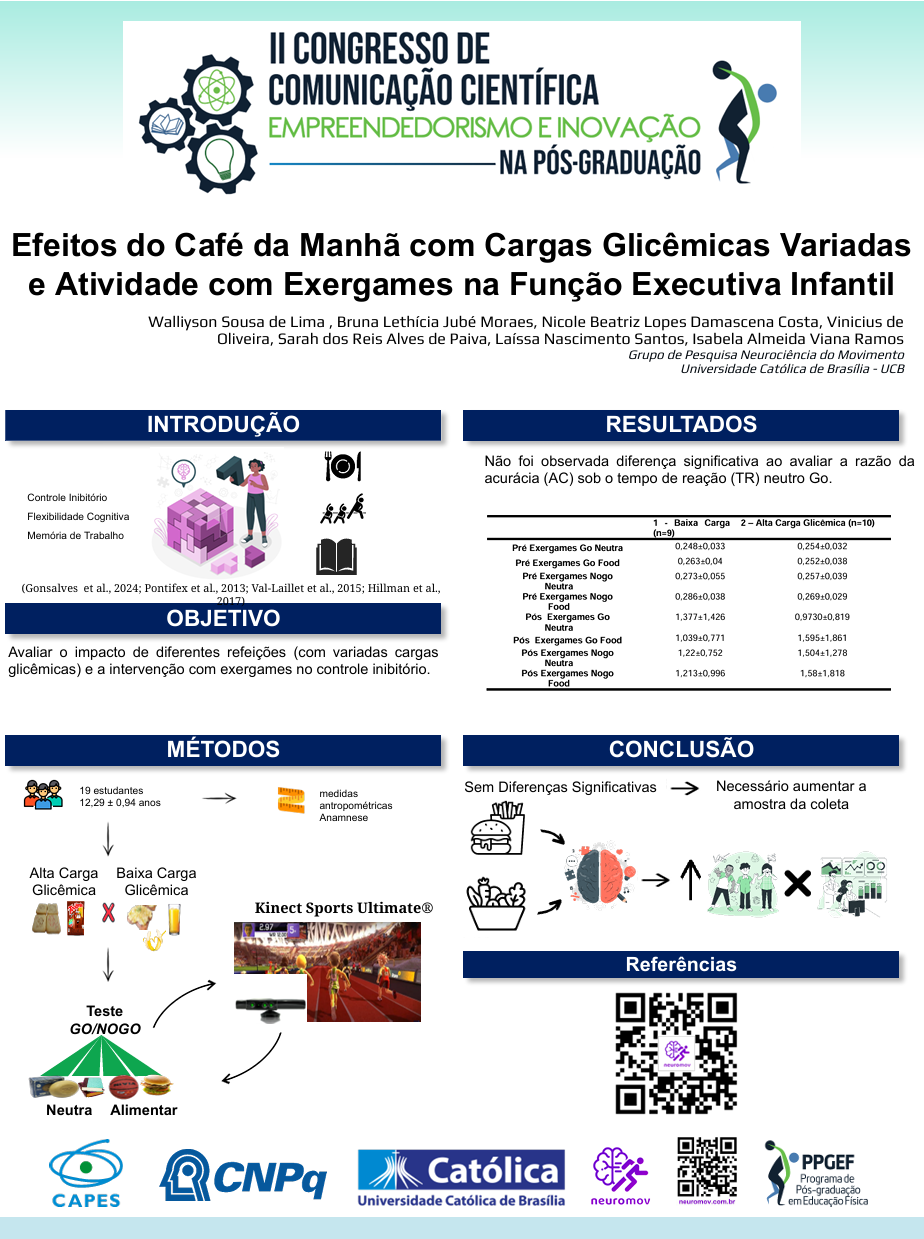 II CONGRESSO DE
COMUNICAÇÃO CIENTÍFICA
EMPREENDEDORISMO E INOVAÇÃO
NA PÓS-GRADUAÇÃO
Efeitos do Café da Manhã com Cargas Glicêmicas Variadas
e Atividade com Exergames na Função Executiva Infantil
Walliyson Sousa de Lima , Bruna Lethícia Jubé Moraes, Nicole Beatriz Lopes Damascena Costa, Vinicius de
Oliveira, Sarah dos Reis Alves de Paiva, Laíssa Nascimento Santos, Isabela Almeida Viana Ramos
Grupo de Pesquisa Neurociência do Movimento
Universidade Católica de Brasília - UCB
INTRODUÇÃO
Controle Inibitório
Flexibilidade Cognitiva
Memória de Trabalho
(Gonsalves et al., 2024; Pontifex et al., 2013; Val-Laillet et al., 2015; Hillman et al.,
2017)
OBJETIVO
Avaliar o impacto de diferentes refeições (com variadas cargas
glicêmicas) e a intervenção com exergames no controle inibitório.
MÉTODOS
19 estudantes
12,29 ± 0,94 anos
medidas
antropométricas
Anamnese
Alta Carga
Glicêmica
Baixa Carga
Glicêmica
Kinect Sports Ultimate®
2.97
Teste
GO/NOGO
Neutra Alimentar
RESULTADOS
Não foi observada diferença significativa ao avaliar a razão da
acurácia (AC) sob o tempo de reação (TR) neutro Go.
1 - Baixa Carga (n=9) 2 – Alta Carga Glicêmica (n=10)
Pré Exergames Go Neutra 0,248±0,033 0,254±0,032
Pré Exergames Go Food 0,263±0,04 0,252±0,038
Pré Exergames Nogo Neutra 0,273±0,055 0,257±0,039
Pré Exergames Nogo Food 0,286±0,038 0,269±0,029
Pós Exergames Go Neutra 1,377±1,426 0,9730±0,819
Pós Exergames Go Food 1,039±0,771 1,595±1,861
Pós Exergames Nogo Neutra 1,22±0,752 1,504±1,278
Pós Exergames Nogo Food 1,213±0,996 1,58±1,818
CONCLUSÃO
Sem Diferenças Significativas
Necessário aumentar a
amostra da coleta
Referências
neuromov
CAPES
CNPq
Católica
Universidade Católica de Brasília
neuromov
neuromov.com.br
PPGEF
Programa de
Pós-graduação
em Educação Física